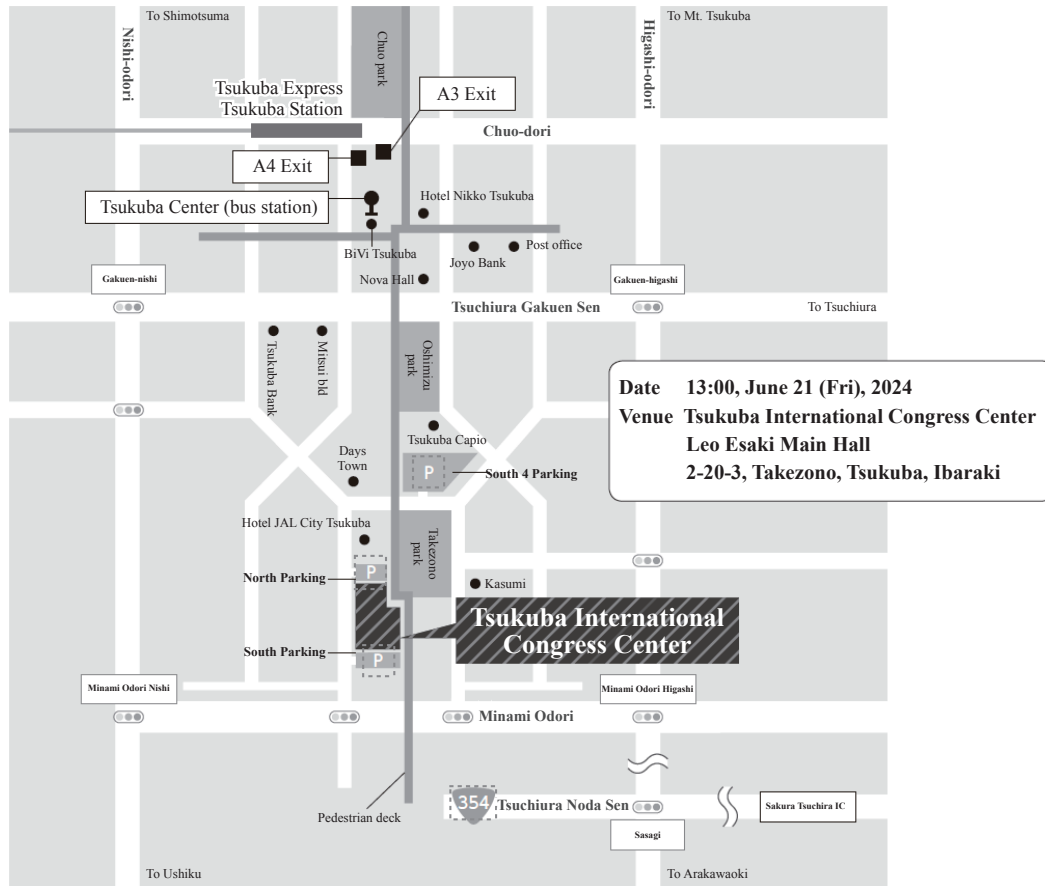 To Shimotsuma
To Mt. Tsukuba
Nishi-odori
Chuo park
Higashi-odori
Tsukuba Express
Tsukuba Station
A3 Exit
Chuo-dori
A4 Exit
Tsukuba Center (bus station)
Hotel Nikko Tsukuba
BiVi Tsukuba
Joyo Bank
Post office
Nova Hall
Gakuen-nishi
Gakuen-higashi
Tsuchiura Gakuen Sen
To Tsuchiura
Tsukuba Bank
Mitsui bld
Oshimizu
park
Date 13:00, June 21 (Fri), 2024
Venue Tsukuba International Congress Center
Leo Esaki Main Hall
2-20-3, Takezono, Tsukuba, Ibaraki
Tsukuba Capio
Days
Town
P
South 4 Parking
Hotel JAL City Tsukuba
Takezono
park
North Parking
P
Kasumi
Tsukuba International
Congress Center
South Parking
P
Minami Odori Nishi
Minami Odori Higashi
Minami Odori
Pedestrian deck
354
Tsuchiura Noda Sen
Sakura Tsuchira IC
Sasagi
To Ushiku
To Arakawaoki